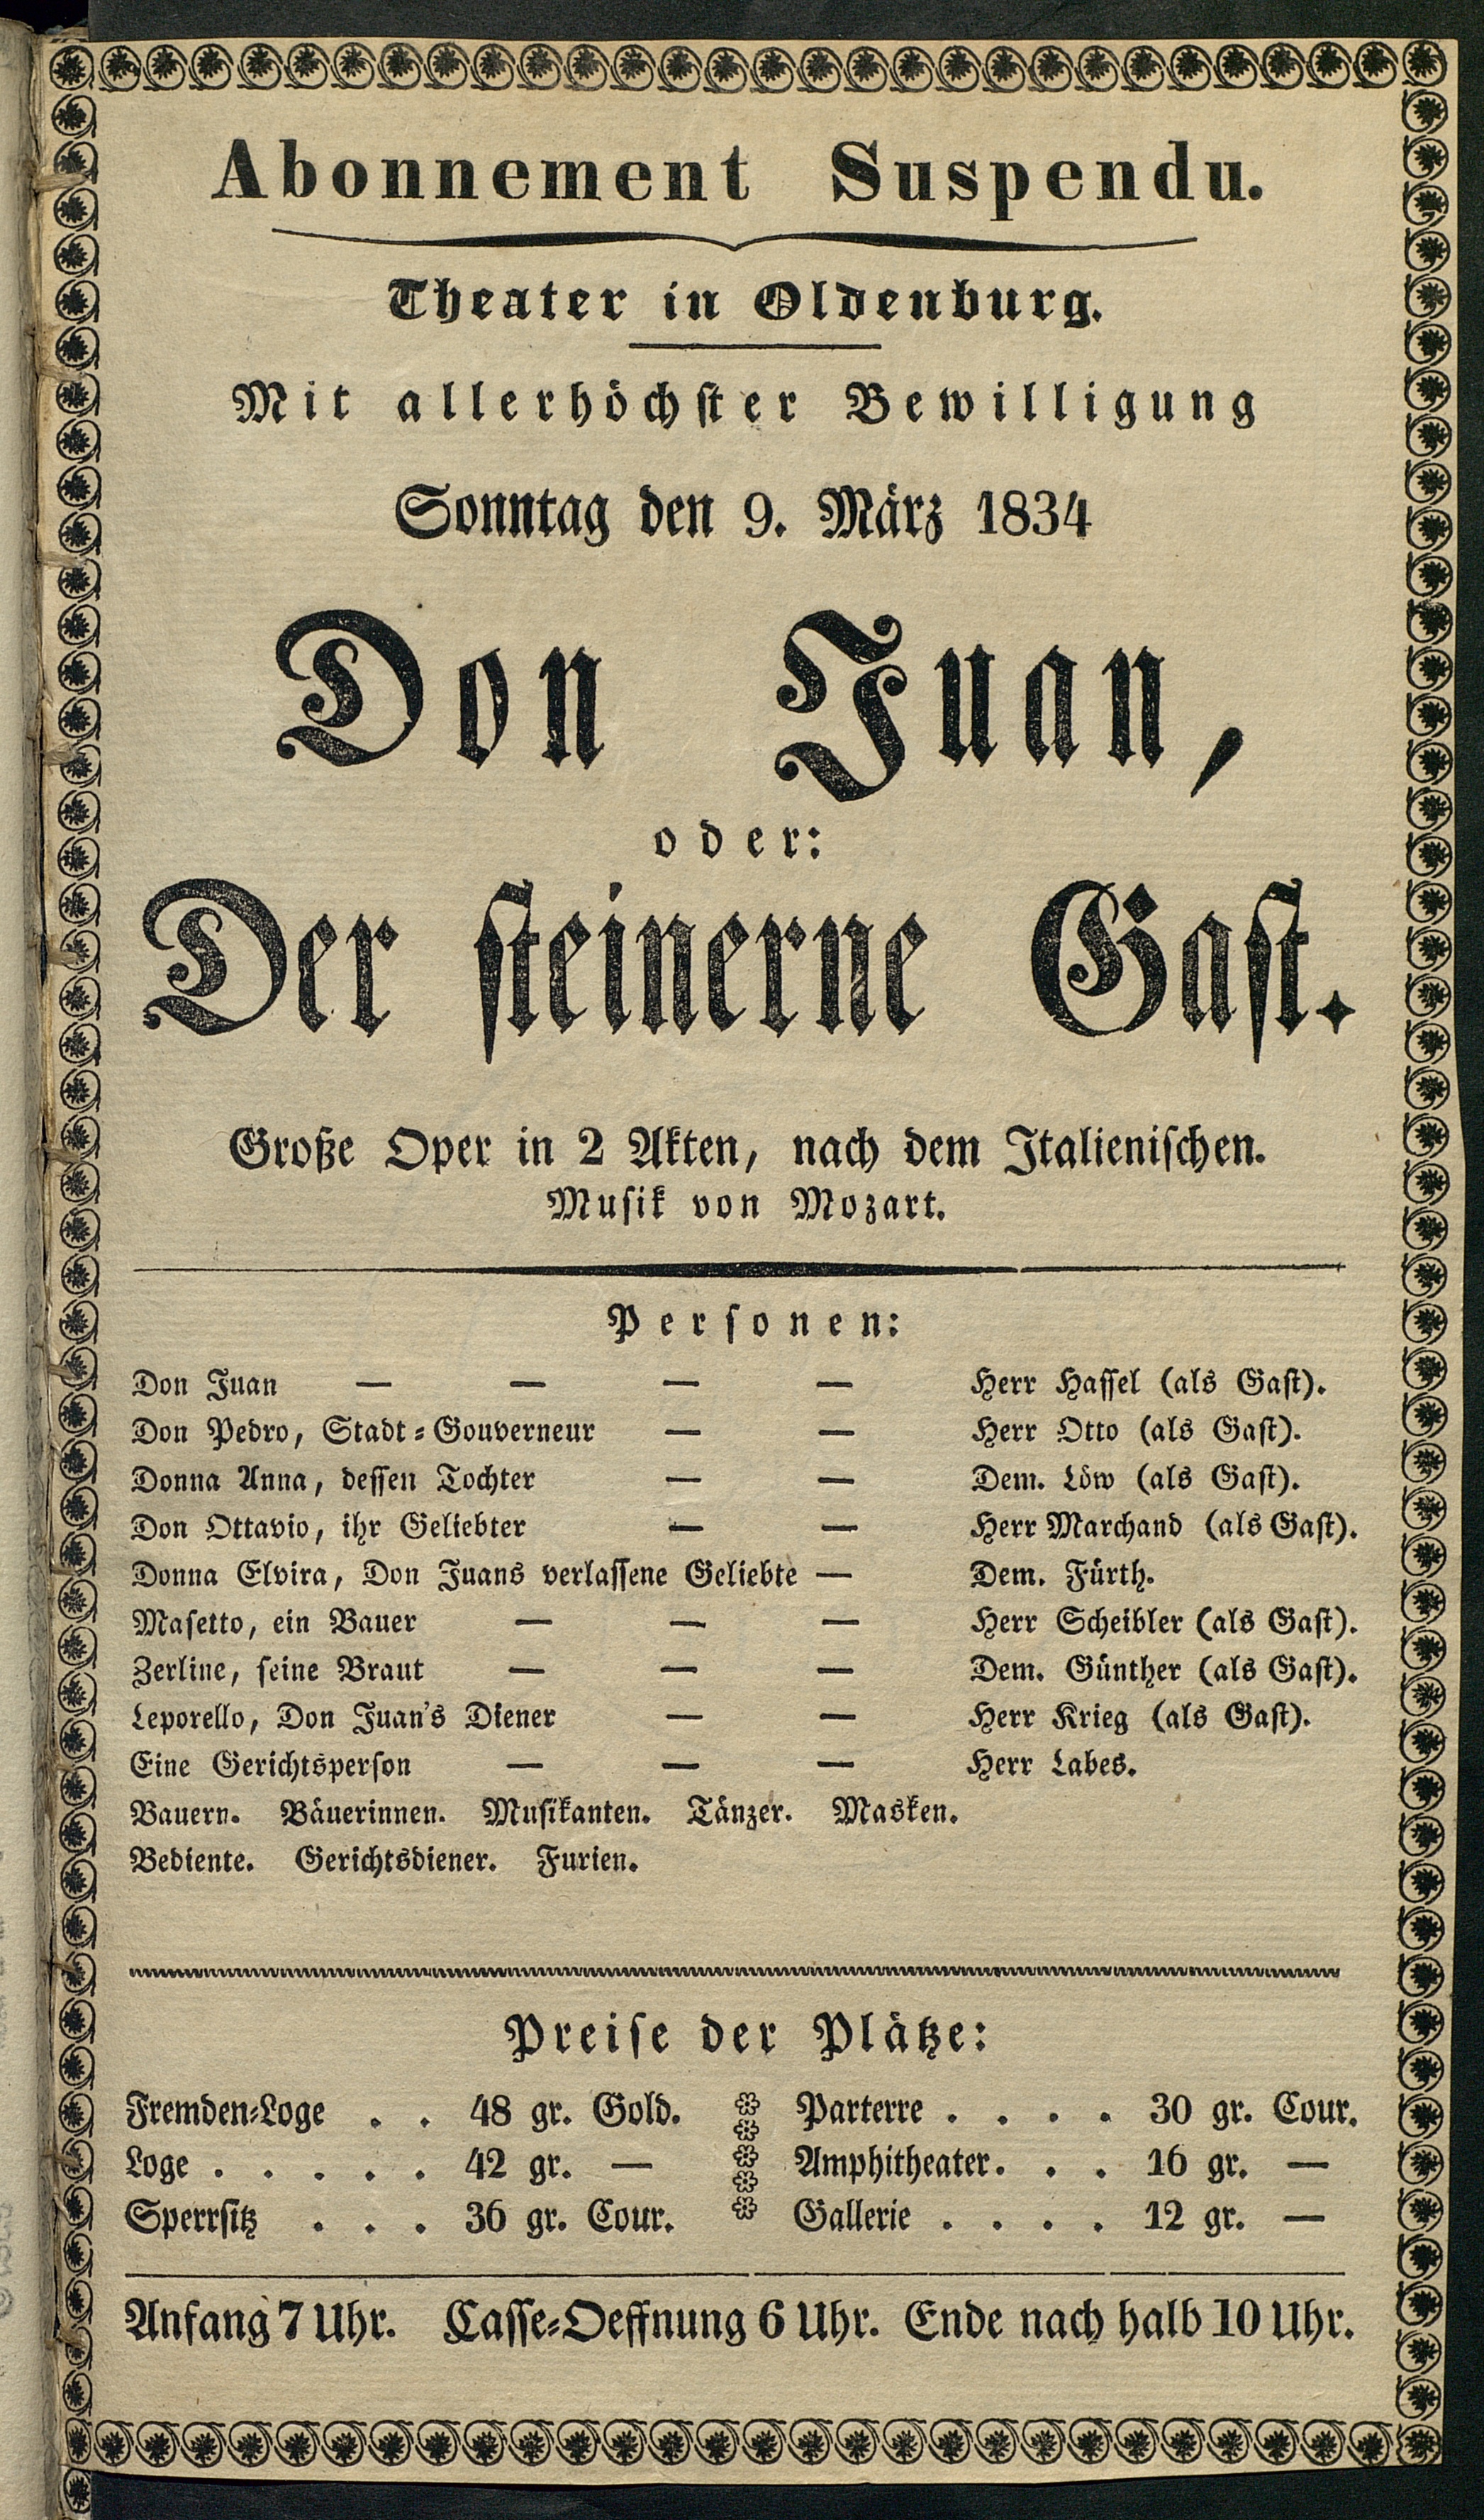 Abonnement Suspendu.
Theater in Oldenburg.
Mit allerhöchster Bewilligung
Sonntag den 9. März 1834
Don Juan,
oder:
Der steinerne Gast.
Große Oper in 2 Akten, nach dem Italienischen.
Musik von Mozart.
Personen:
Don Juan — — — — Herr Hassel (als Gast).
Don Pedro, Stadt-Gouverneur — — Herr Otto (als Gast).
Donna Anna, dessen Tochter — — Dem. Löw (als Gast).
Don Ottavio, ihr Geliebter — — Herr Marchand (als Gast).
Donna Elvira, Don Juans verlassene Geliebte — Dem. Fürth.
Masetto, ein Bauer — — — Herr Scheibler (als Gast).
Zerline, seine Braut — — — Dem. Günther (als Gast).
Leporello, Don Juan's Diener — — Herr Krieg (als Gast).
Eine Gerichtsperson — — — Herr Labes.
Bauern. Bäuerinnen. Musikanten. Tänzer. Masken.
Bediente. Gerichtsdiener. Furien.
Preise der Plätze:
Fremden-Loge . . 48 gr. Gold. Parterre . . . . 30 gr. Cour.
Loge . . . . . 42 gr. — Amphitheater. . . 16 gr. —
Sperrsitz . . . 36 gr. Cour. Gallerie . . . . 12 gr. —
Anfang 7 Uhr. Casse-Oeffnung 6 Uhr. Ende nach halb 10 Uhr.